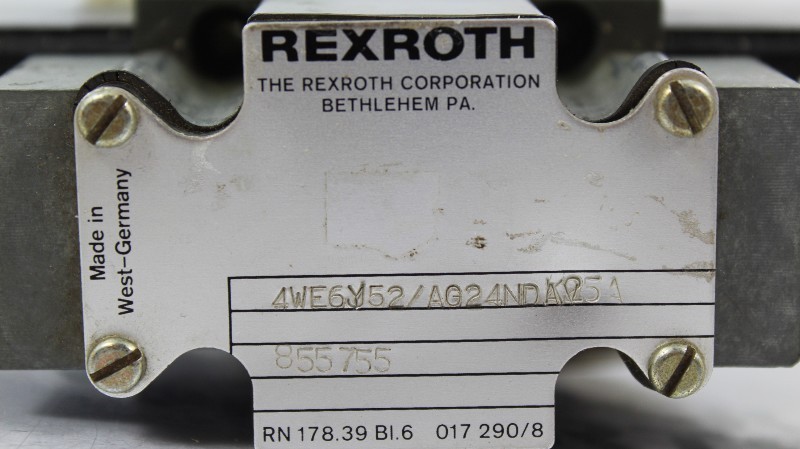 REXROTH
THE REXROTH CORPORATION
BETHLEHEM PA.
Made in
West-Germany
855755
RN 178.39 Bl.6 017 290/8